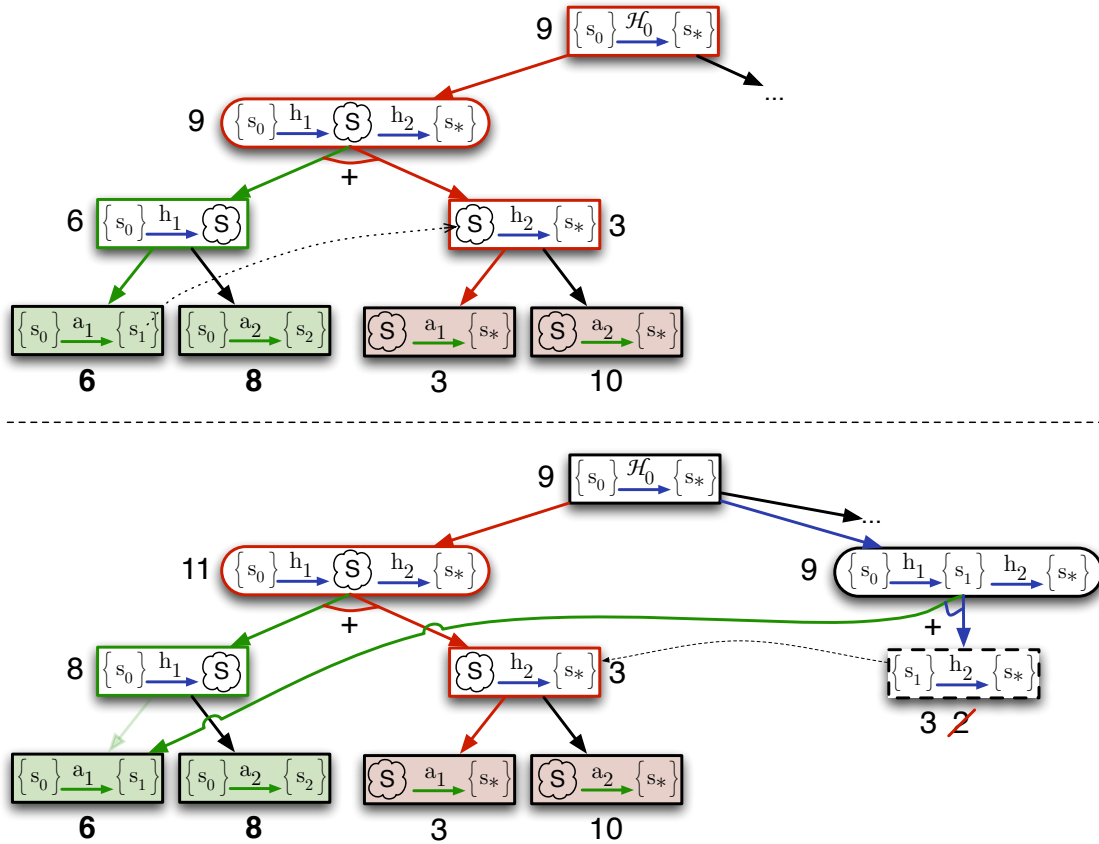 9 {s₀} ℋ₀ {s*}
...
9 {s₀} h₁ S h₂ {s*}
+
6 {s₀} h₁ S
S h₂ {s*} 3
{s₀} a₁ {s₁}
{s₀} a₂ {s₂}
S a₁ {s*}
S a₂ {s*}
6 8 3 10
9 {s₀} ℋ₀ {s*}
...
11 {s₀} h₁ S h₂ {s*}
9 {s₀} h₁ {s₁} h₂ {s*}
+
+
8 {s₀} h₁ S
S h₂ {s*} 3
{s₁} h₂ {s*}
3 2
{s₀} a₁ {s₁}
{s₀} a₂ {s₂}
S a₁ {s*}
S a₂ {s*}
6 8 3 10